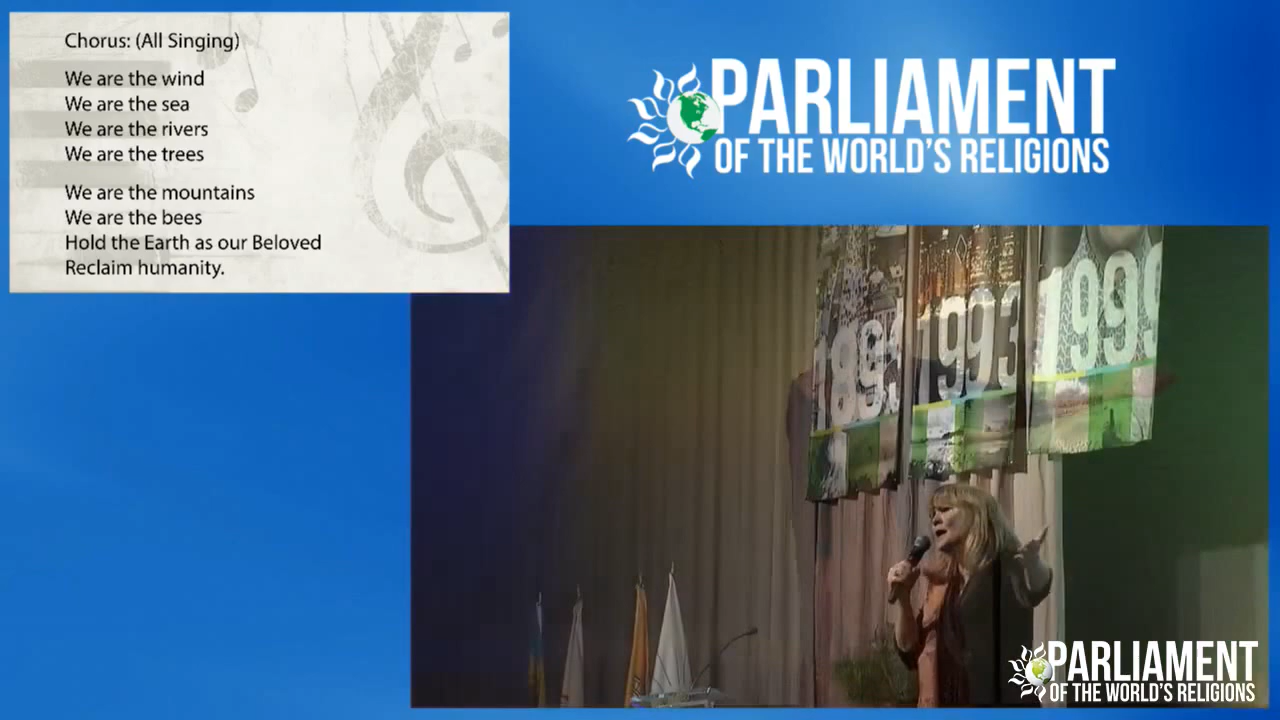 Chorus: (All Singing)
We are the wind
We are the sea
We are the rivers
We are the trees
We are the mountains
We are the bees
Hold the Earth as our Beloved
Reclaim humanity.
PARLIAMENT
OF THE WORLD'S RELIGIONS
1993
1999
PARLIAMENT
OF THE WORLD'S RELIGIONS